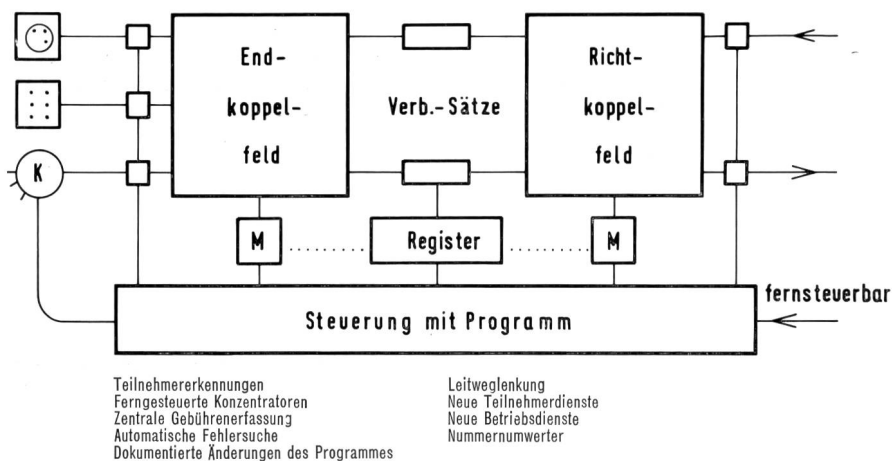 End-
koppel-
feld
Verb.-Sätze
Richt-
koppel-
feld
K
M
Register
M
fernsteuerbar
Steuerung mit Programm
Teilnehmererkennungen
Ferngesteuerte Konzentratoren
Zentrale Gebührenerfassung
Automatische Fehlersuche
Dokumentierte Änderungen des Programmes
Leitweglenkung
Neue Teilnehmerdienste
Neue Betriebsdienste
Nummernumwerter